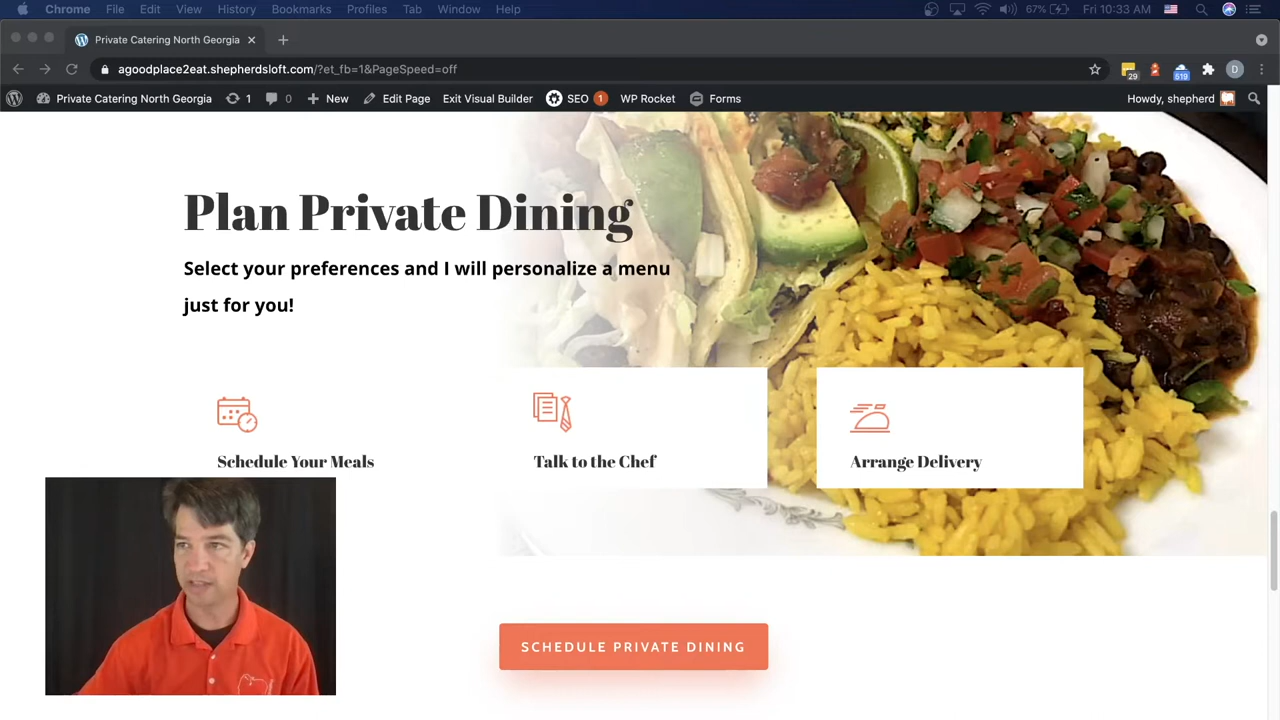 Chrome File Edit View History Bookmarks Profiles Tab Window Help 67% Fri 10:33 AM
Private Catering North Georgia
agoodplace2eat.shepherdsloft.com/?et_fb=1&PageSpeed=off 29 519 D
Private Catering North Georgia 1 0 New Edit Page Exit Visual Builder SEO 1 WP Rocket Forms Howdy, shepherd
Plan Private Dining
Select your preferences and I will personalize a menu
just for you!
Schedule Your Meals Talk to the Chef Arrange Delivery
SCHEDULE PRIVATE DINING